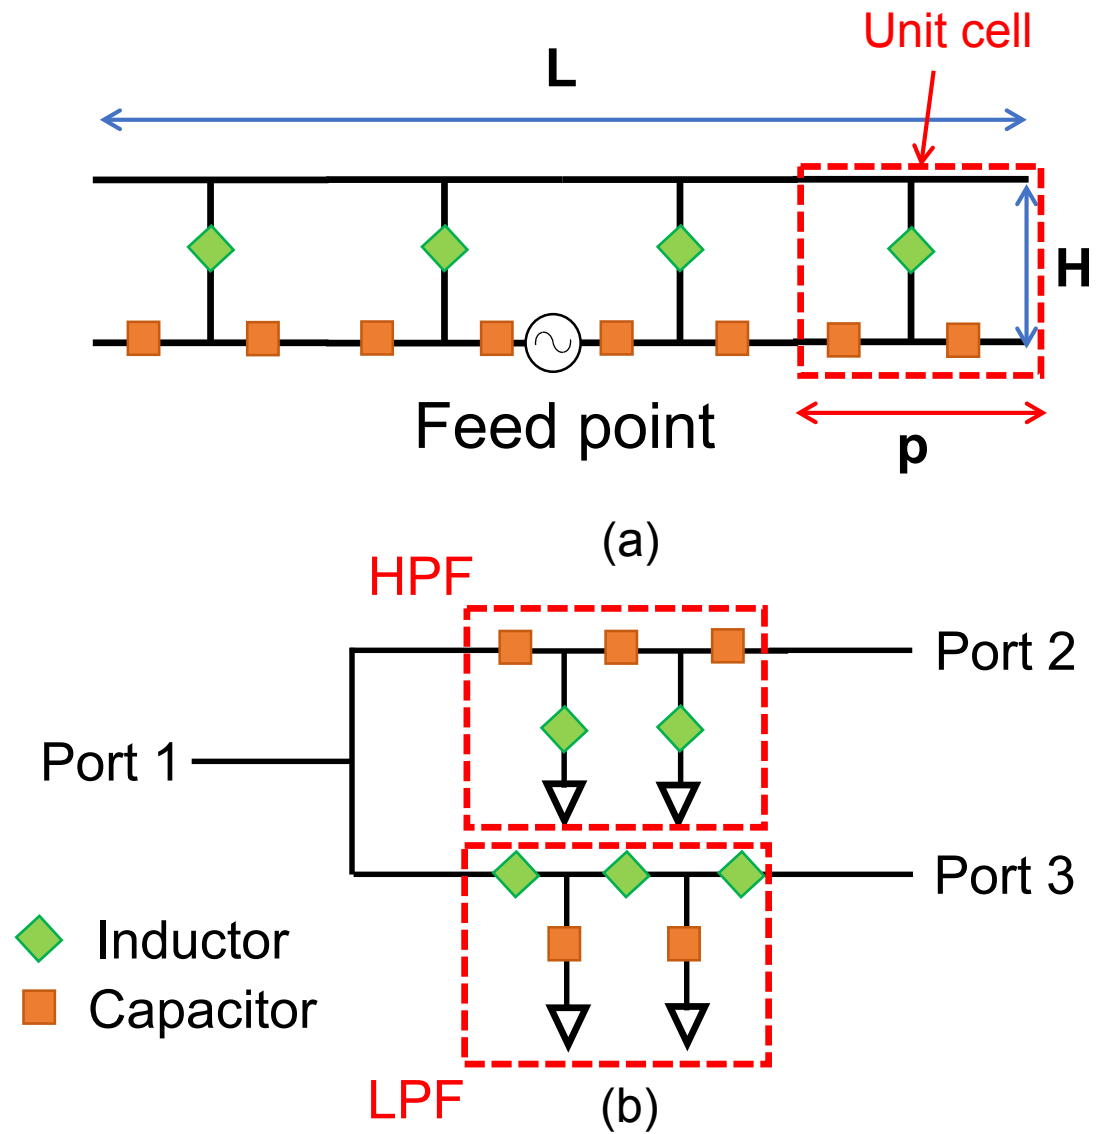 Unit cell
L
H
Feed point
p
(a)
HPF
Port 2
Port 1
Port 3
Inductor
Capacitor
LPF
(b)